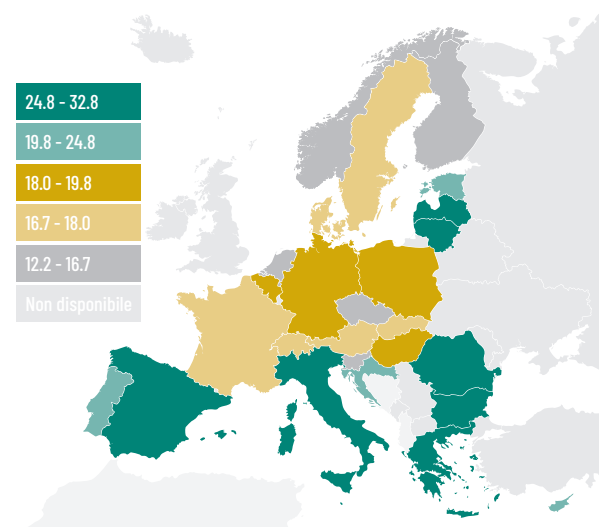 24.8 - 32.8
19.8 - 24.8
18.0 - 19.8
16.7 - 18.0
12.2 - 16.7
Non disponibile